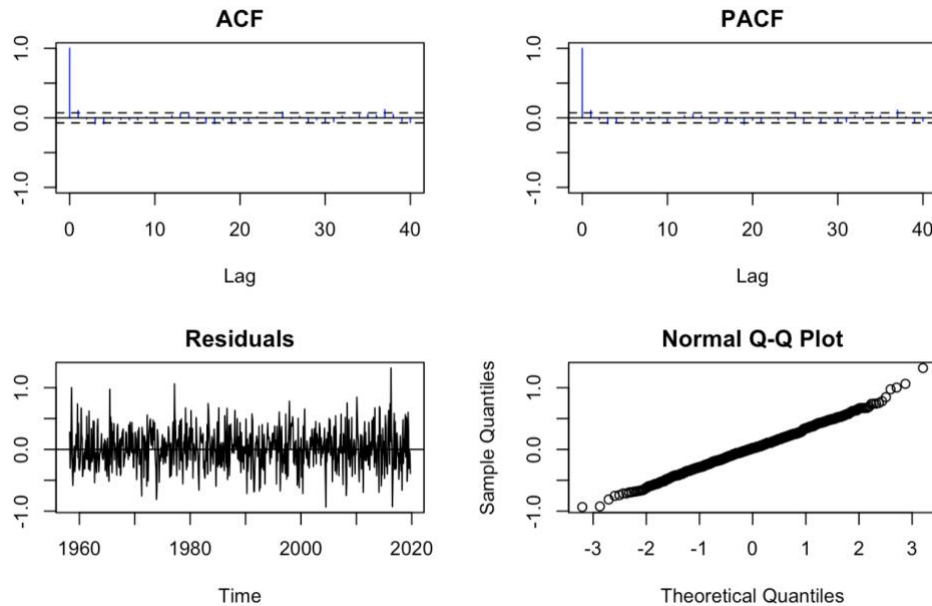 ACF
1.0
0.0
-1.0
0 10 20 30 40
Lag
PACF
1.0
0.0
-1.0
0 10 20 30 40
Lag
Residuals
1.0
0.0
-1.0
1960 1980 2000 2020
Time
Normal Q-Q Plot
Sample Quantiles
1.0
0.0
-1.0
-3 -2 -1 0 1 2 3
Theoretical Quantiles